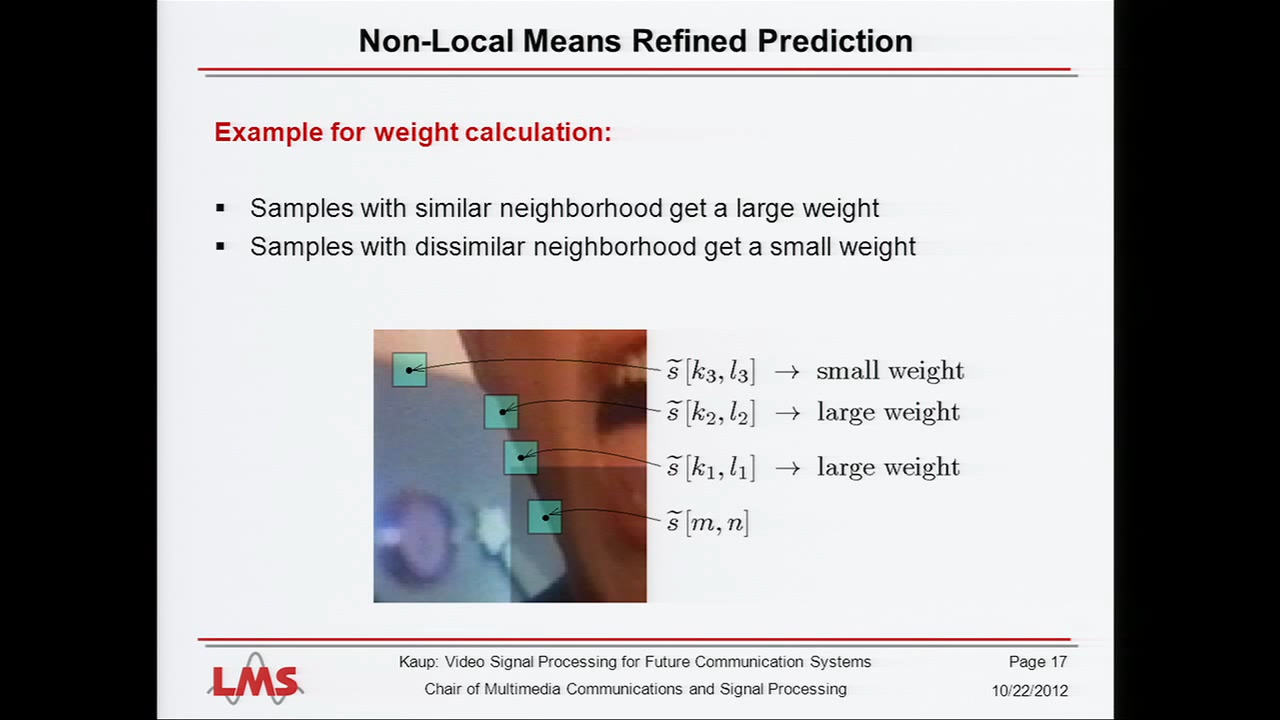 Non-Local Means Refined Prediction
Example for weight calculation:
▪ Samples with similar neighborhood get a large weight
▪ Samples with dissimilar neighborhood get a small weight
s̃[k₃, l₃] → small weight
s̃[k₂, l₂] → large weight
s̃[k₁, l₁] → large weight
s̃[m, n]
LMS
Kaup: Video Signal Processing for Future Communication Systems
Page 17
Chair of Multimedia Communications and Signal Processing
10/22/2012